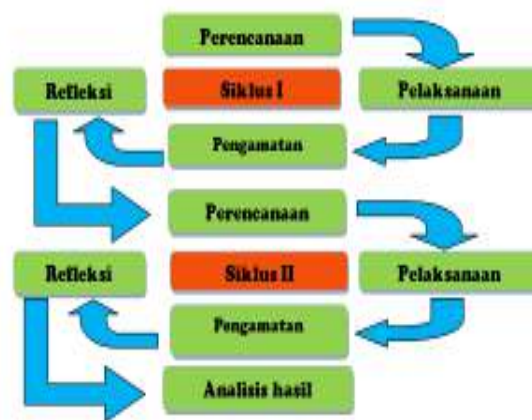 Perencanaan
Refleksi
Siklus I
Pelaksanaan
Pengamatan
Perencanaan
Refleksi
Siklus II
Pelaksanaan
Pengamatan
Analisis hasil